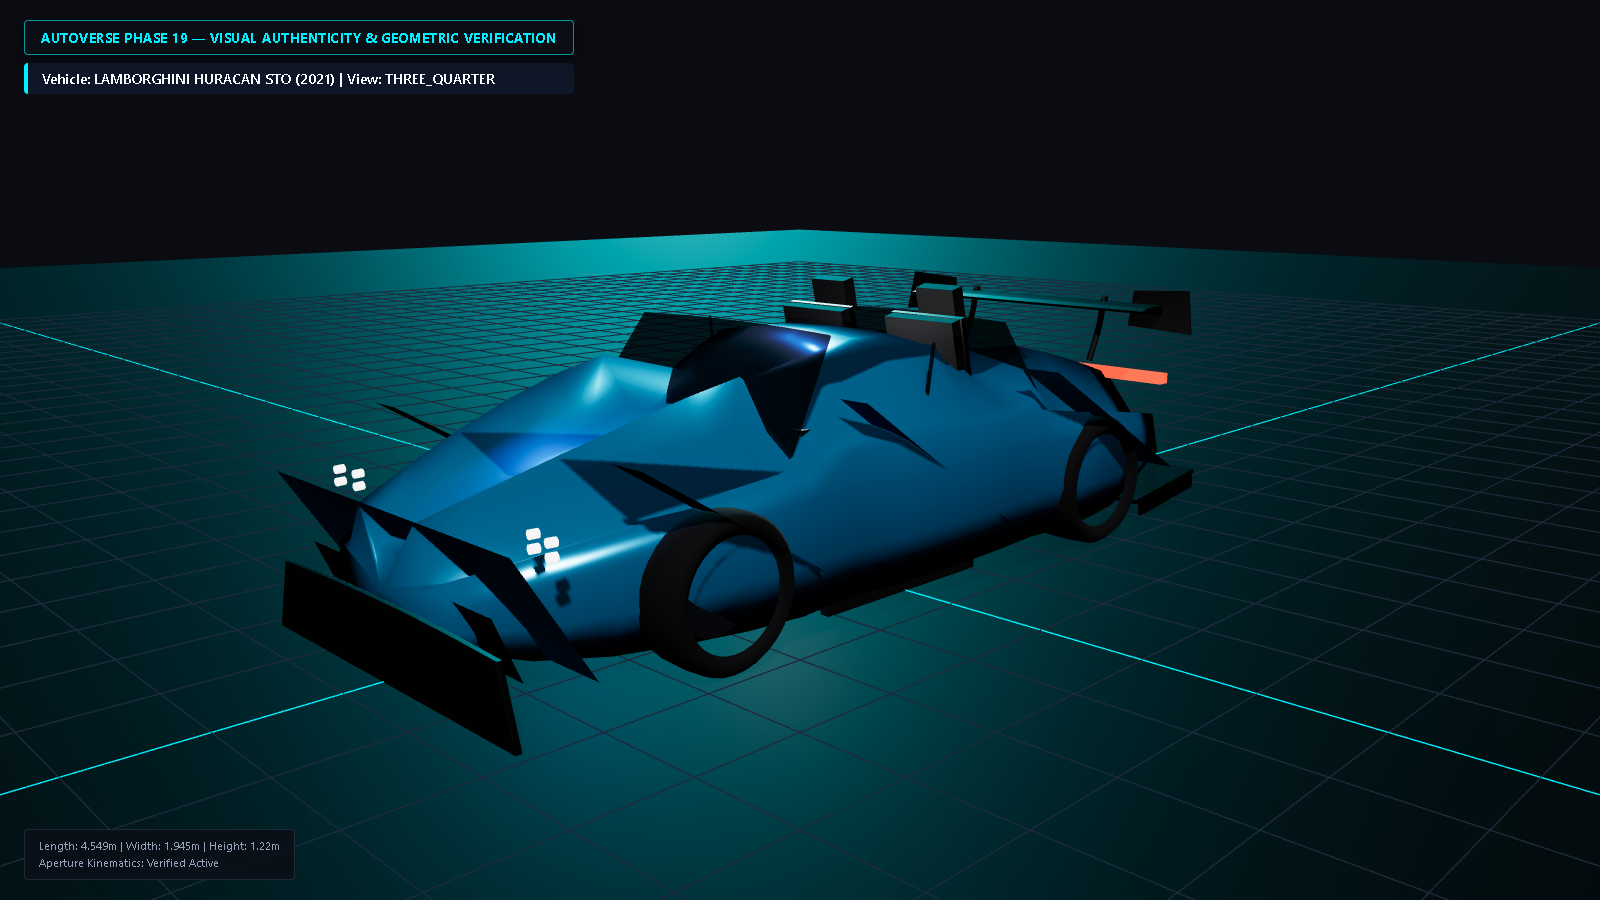 AUTOVERSE PHASE 19 — VISUAL AUTHENTICITY & GEOMETRIC VERIFICATION
Vehicle: LAMBORGHINI HURACAN STO (2021) | View: THREE_QUARTER
Length: 4.549m | Width: 1.945m | Height: 1.22m
Aperture Kinematics: Verified Active